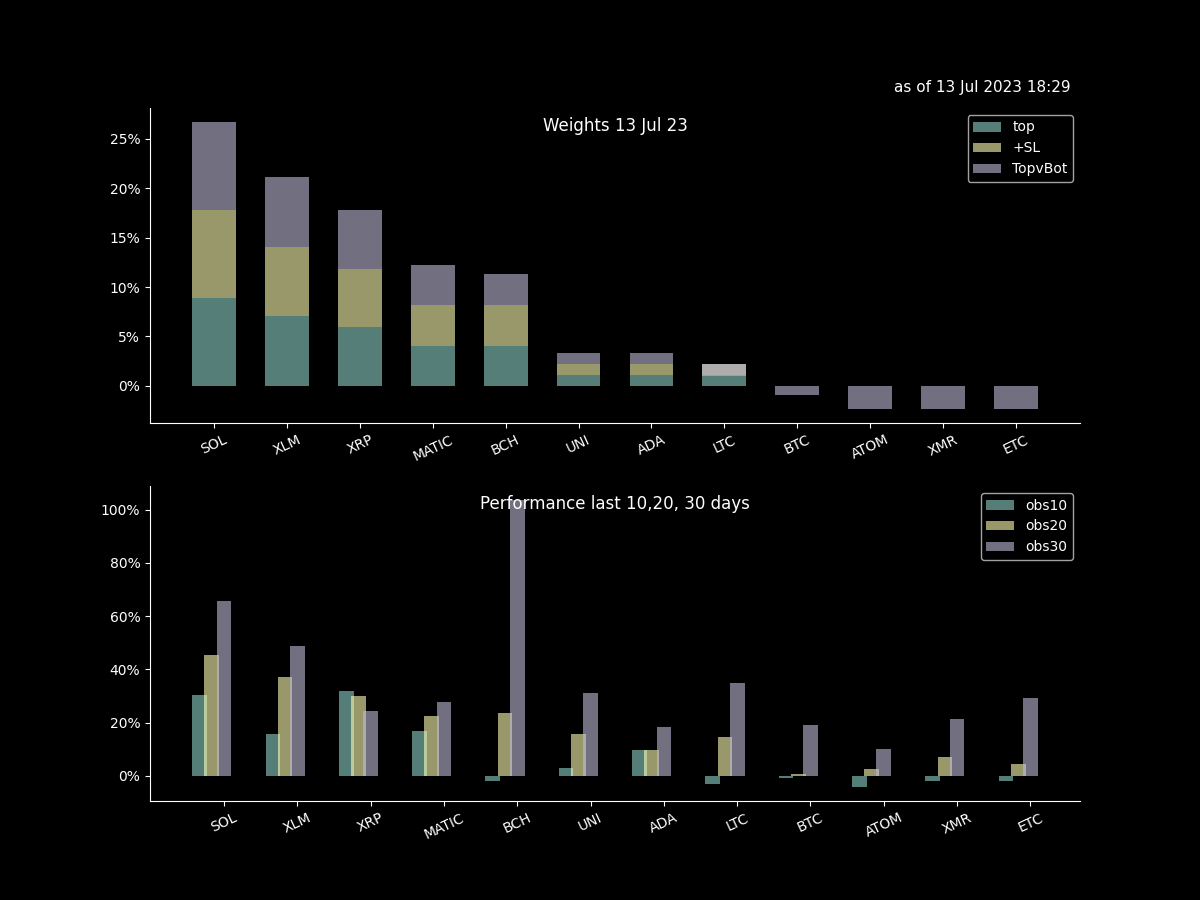 as of 13 Jul 2023 18:29
Weights 13 Jul 23
top
+SL
TopvBot
25%
20%
15%
10%
5%
0%
SOL XLM XRP MATIC BCH UNI ADA LTC BTC ATOM XMR ETC
Performance last 10,20, 30 days
obs10
obs20
obs30
100%
80%
60%
40%
20%
0%
SOL XLM XRP MATIC BCH UNI ADA LTC BTC ATOM XMR ETC